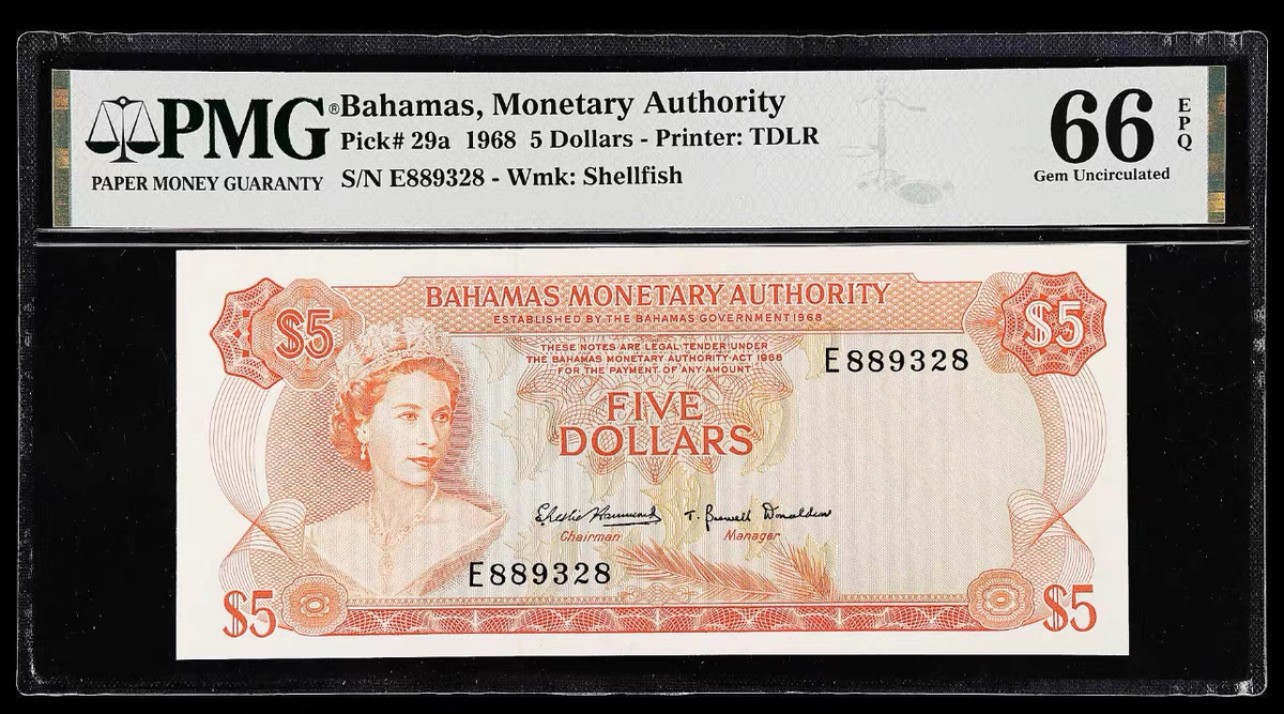 PMG®
PAPER MONEY GUARANTY
Bahamas, Monetary Authority
Pick# 29a 1968 5 Dollars - Printer: TDLR
S/N E889328 - Wmk: Shellfish
66 EPQ
Gem Uncirculated
BAHAMAS MONETARY AUTHORITY
ESTABLISHED BY THE BAHAMAS GOVERNMENT 1968
$5
$5
THESE NOTES ARE LEGAL TENDER UNDER
THE BAHAMAS MONETARY AUTHORITY ACT 1968
FOR THE PAYMENT OF ANY AMOUNT
E889328
FIVE
DOLLARS
T. Donaldson
Chairman Manager
E889328
$5
$5